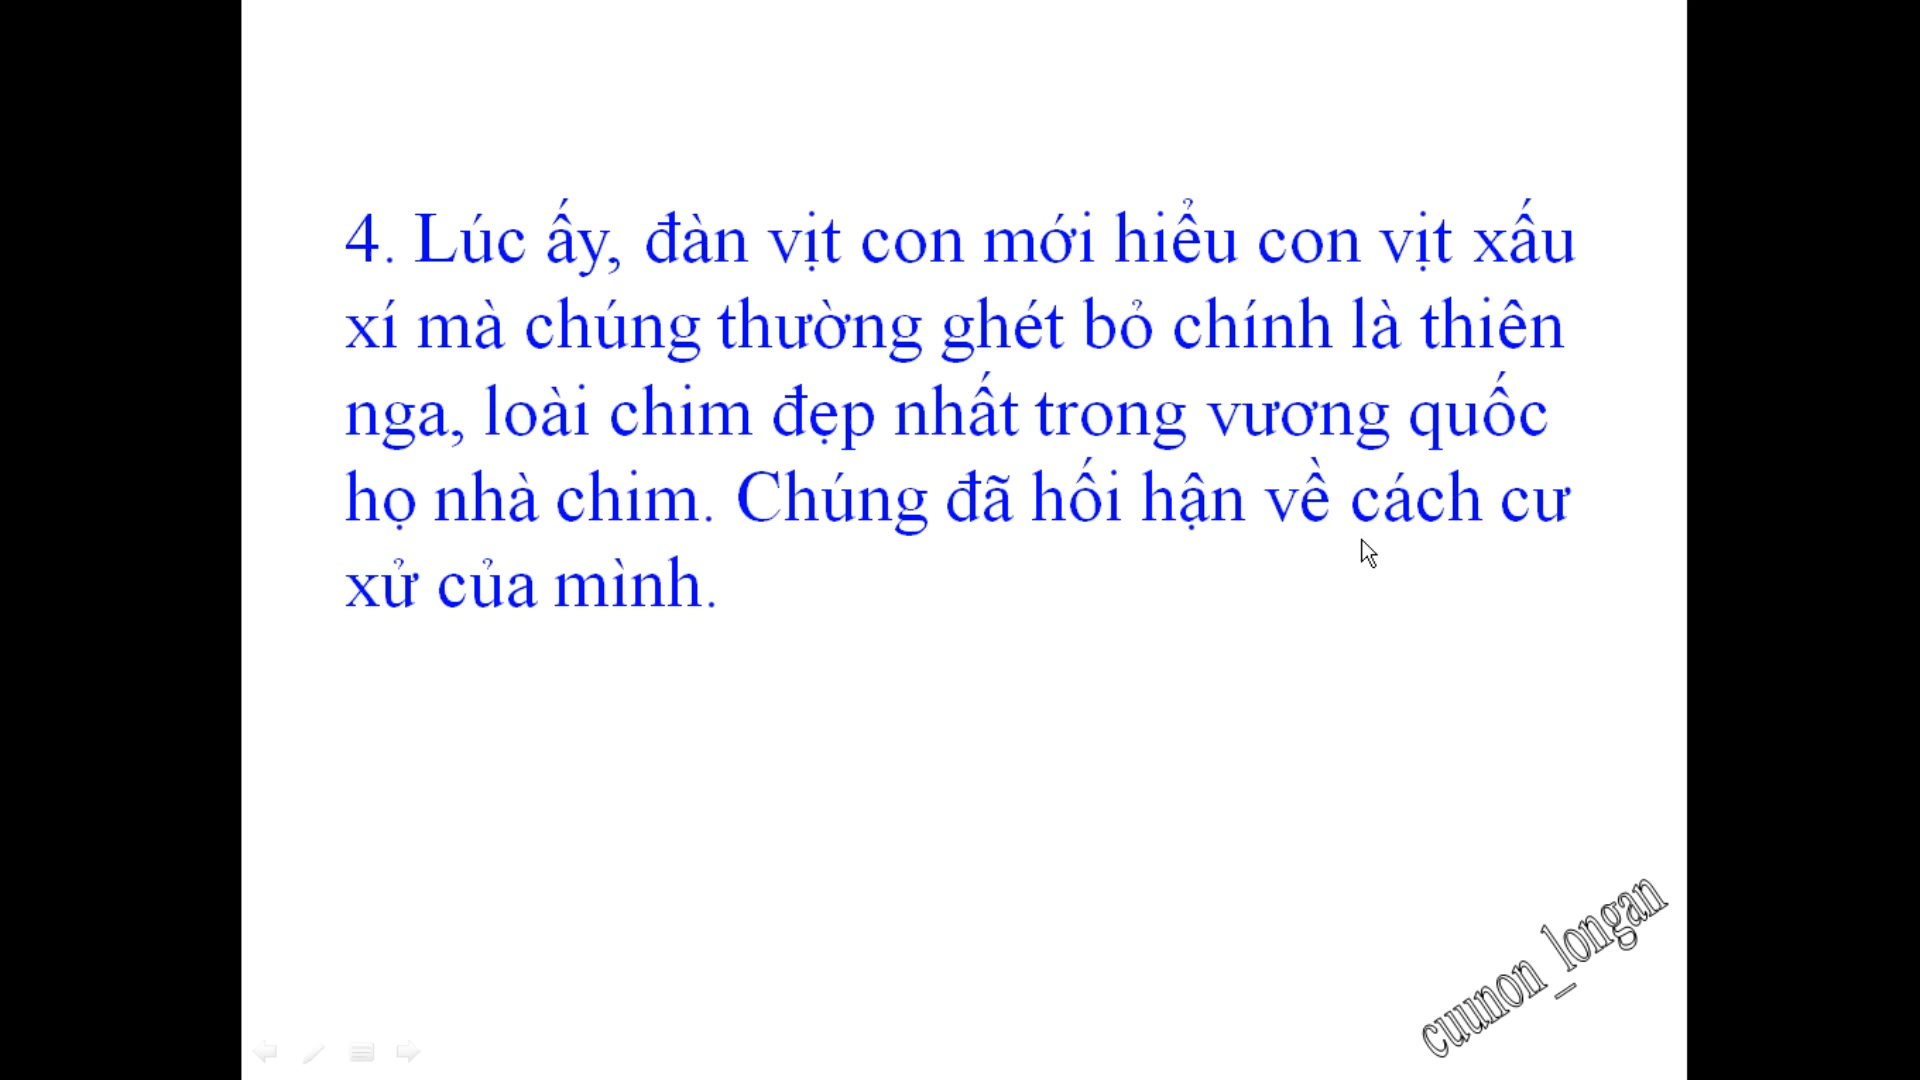 4. Lúc ấy, đàn vịt con mới hiểu con vịt xấu
xí mà chúng thường ghét bỏ chính là thiên
nga, loài chim đẹp nhất trong vương quốc
họ nhà chim. Chúng đã hối hận về cách cư
xử của mình.
cuunon_longan